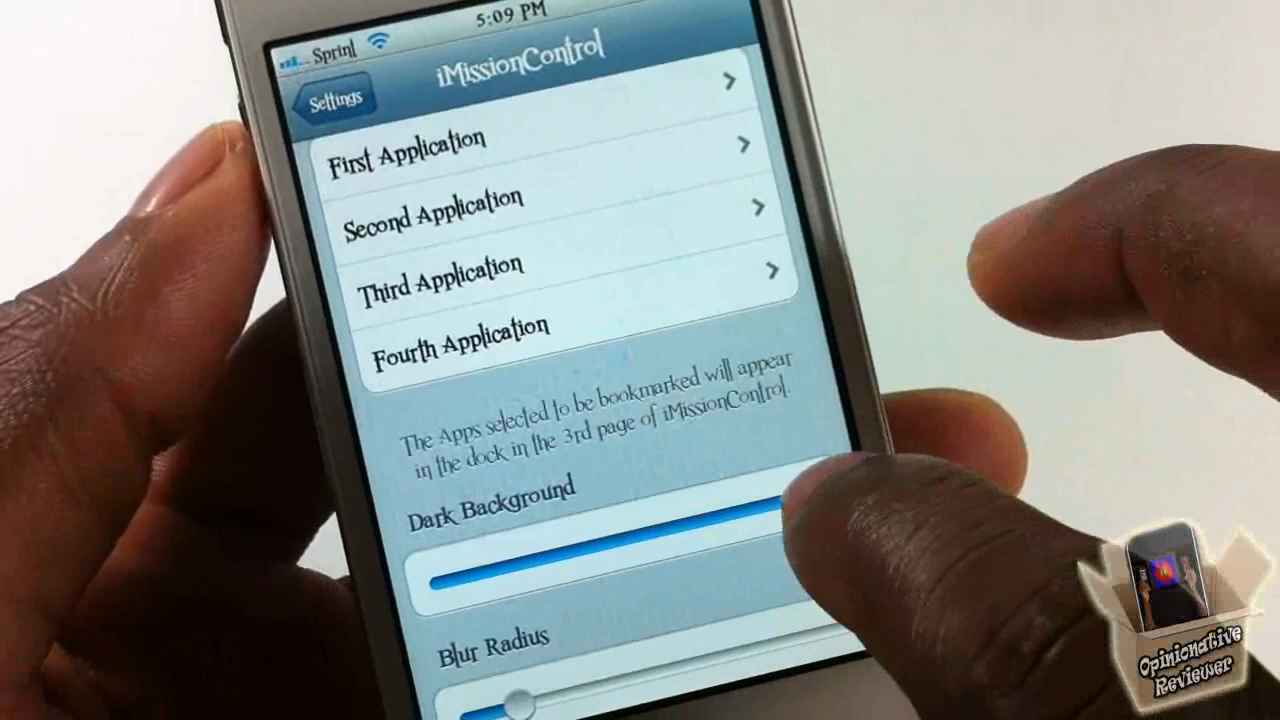 Sprint 5:09 PM
Settings iMissionControl
First Application
Second Application
Third Application
Fourth Application
The Apps selected to be bookmarked will appear
in the dock in the 3rd page of iMissionControl.
Dark Background
Blur Radius
Opinionative
Reviewer